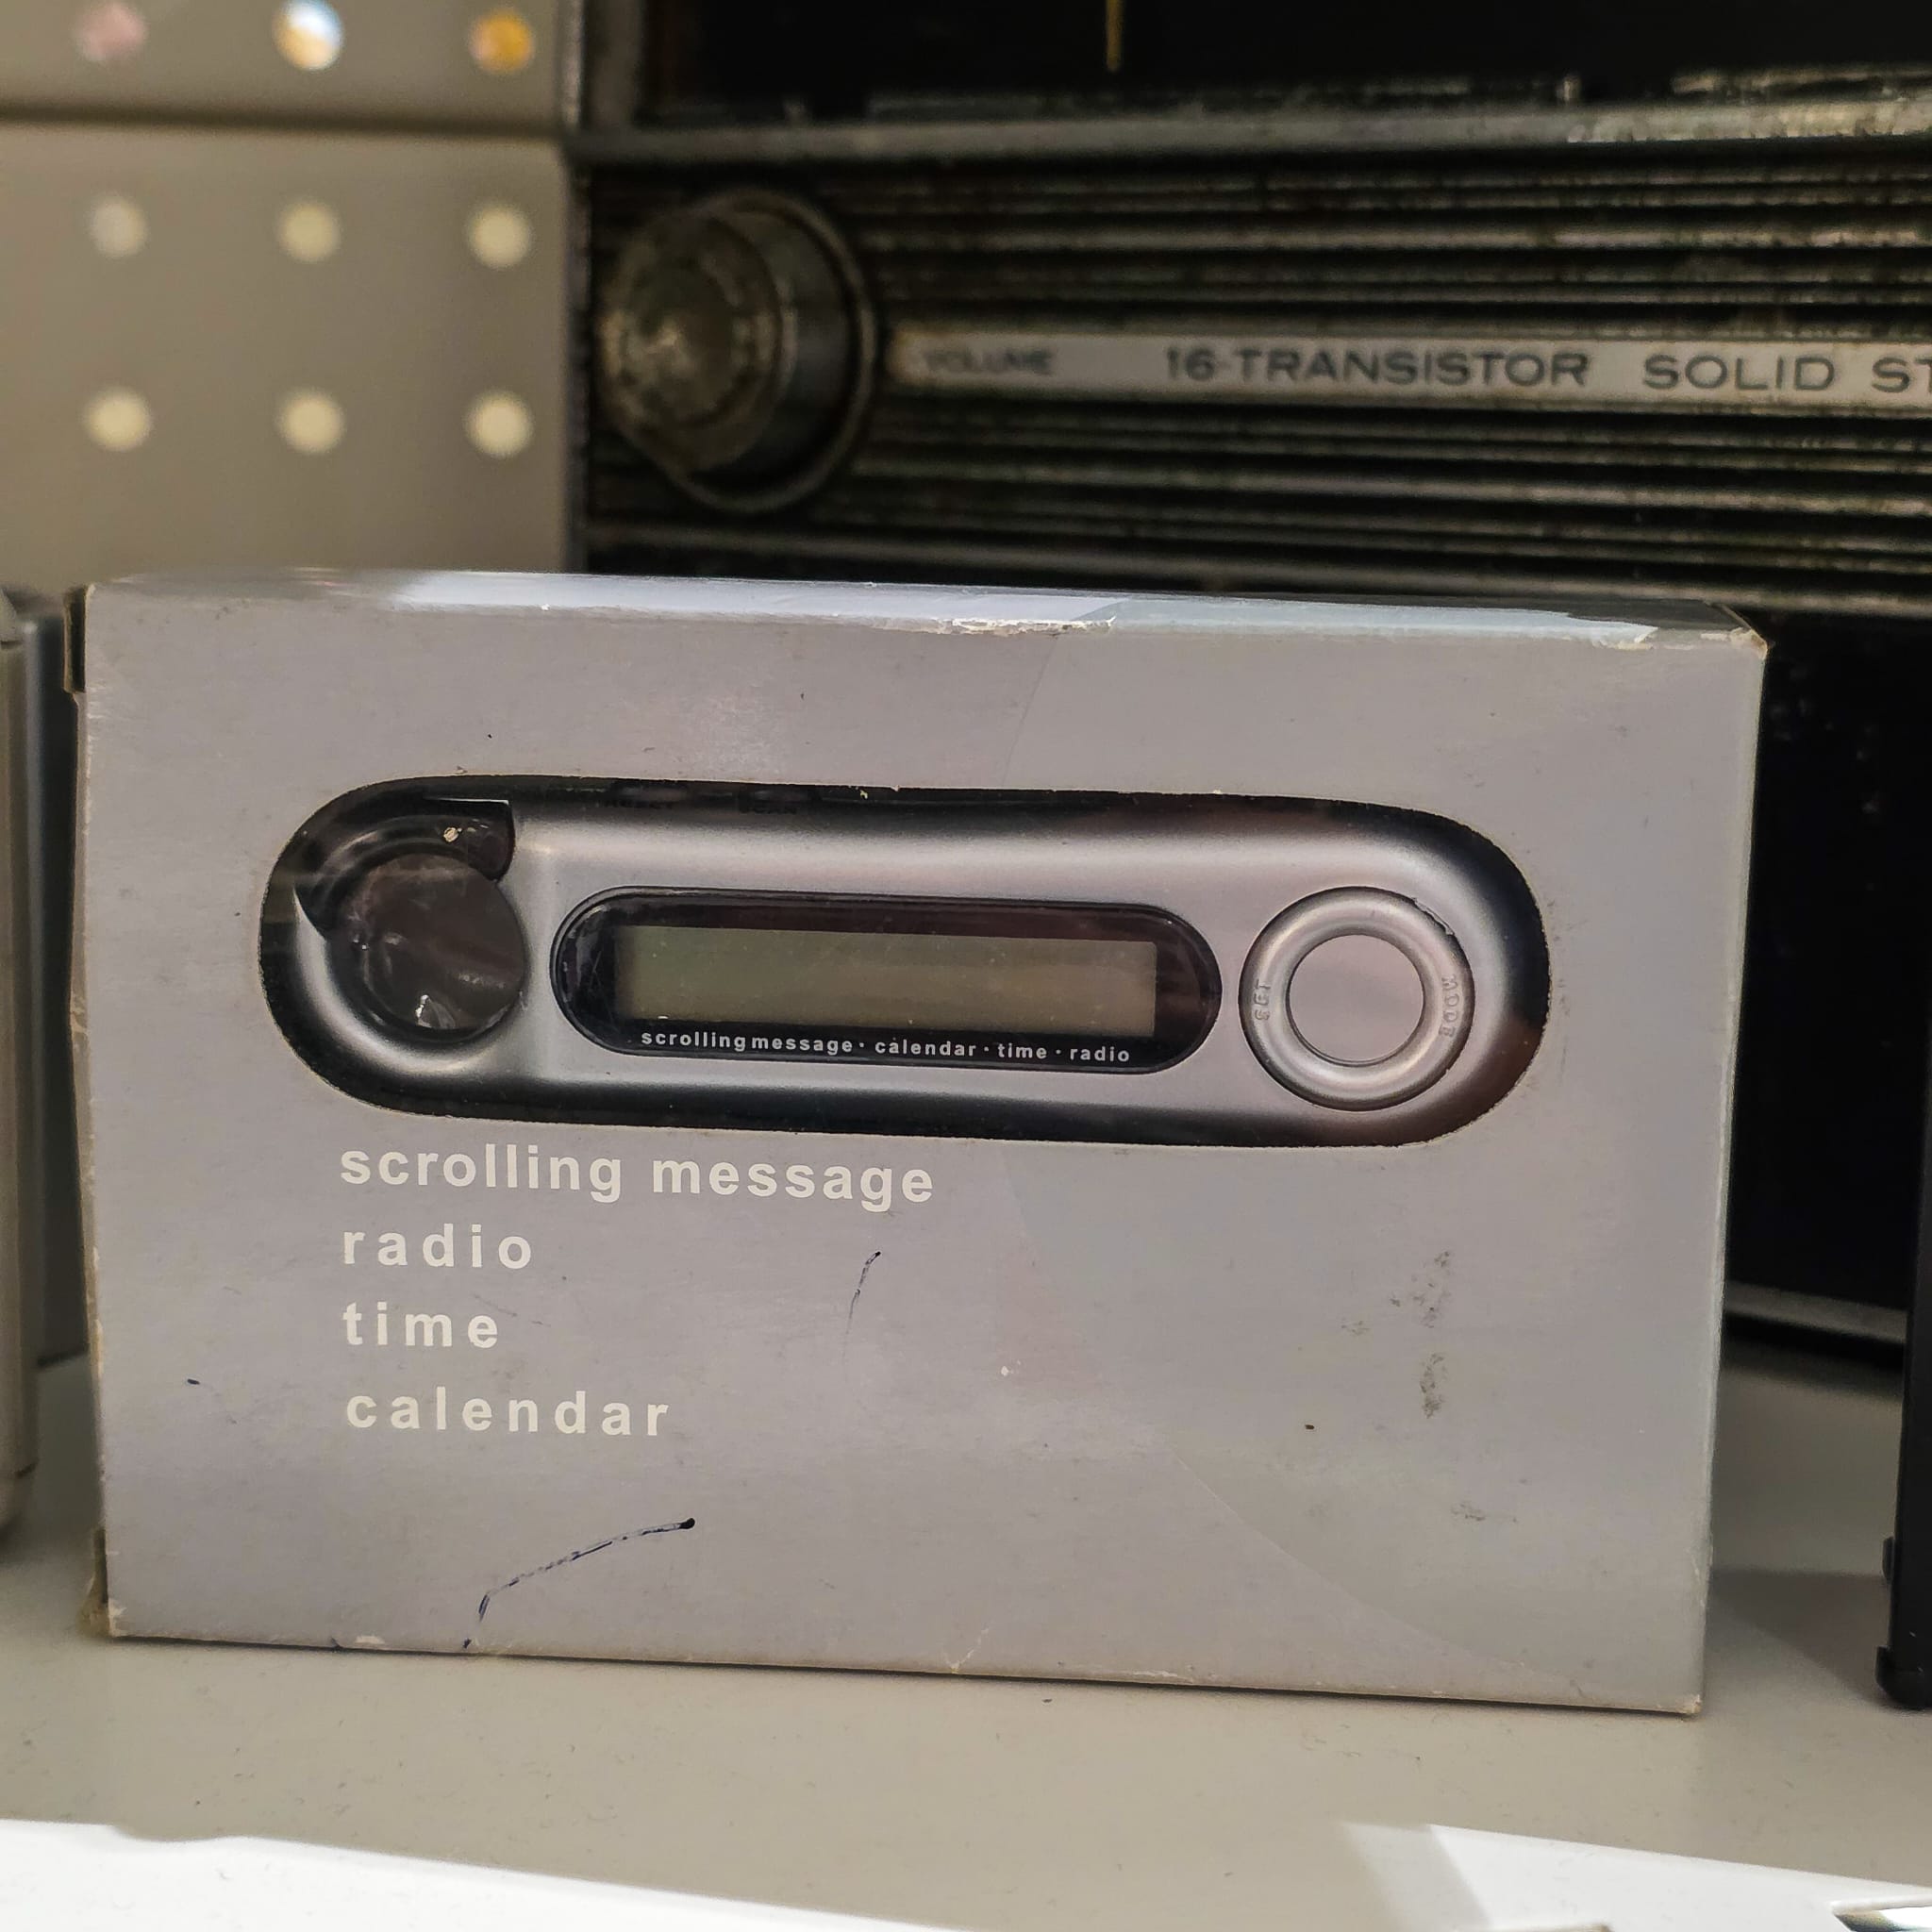 VOLUME 16-TRANSISTOR SOLID ST
scrolling message · calendar · time · radio
SET
MODE
scrolling message
radio
time
calendar